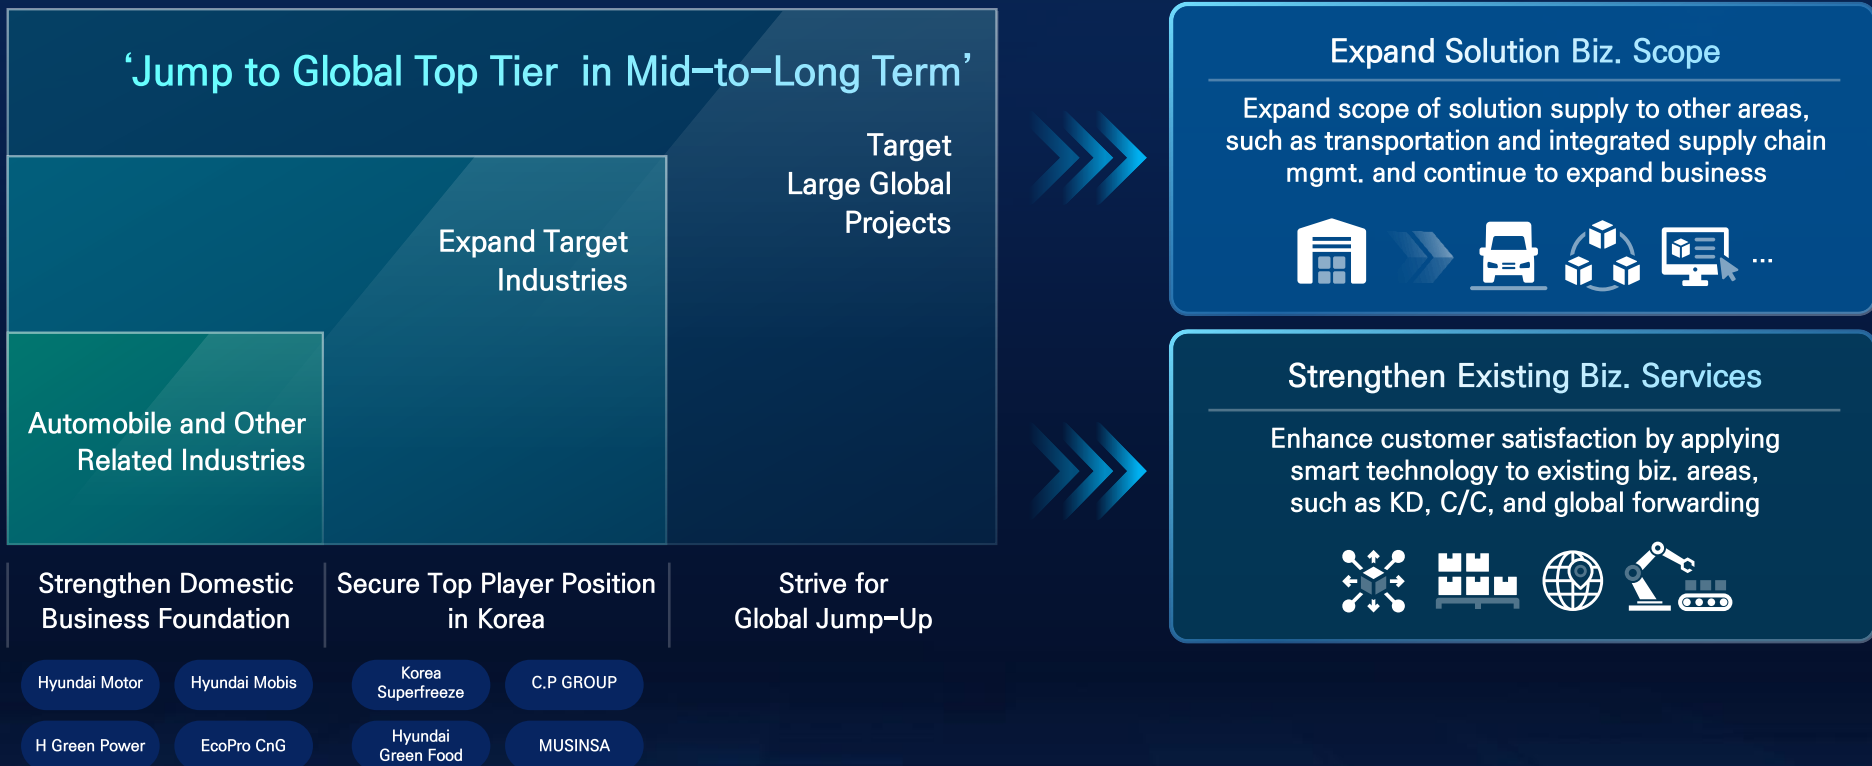 ‘Jump to Global Top Tier in Mid-to-Long Term’
Target
Large Global
Projects
Expand Target
Industries
Automobile and Other
Related Industries
Strengthen Domestic
Business Foundation
Secure Top Player Position
in Korea
Strive for
Global Jump-Up
Hyundai Motor
Hyundai Mobis
H Green Power
EcoPro CnG
Korea
Superfreeze
C.P GROUP
Hyundai
Green Food
MUSINSA
Expand Solution Biz. Scope
Expand scope of solution supply to other areas,
such as transportation and integrated supply chain
mgmt. and continue to expand business
...
Strengthen Existing Biz. Services
Enhance customer satisfaction by applying
smart technology to existing biz. areas,
such as KD, C/C, and global forwarding